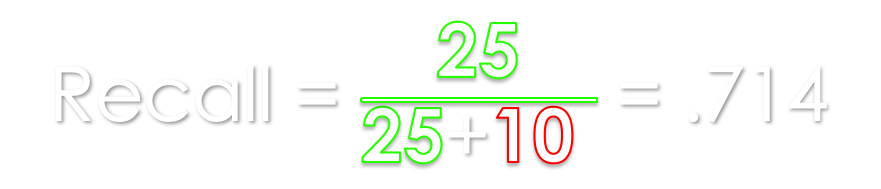 Recall = 25 / 25+10 = .714